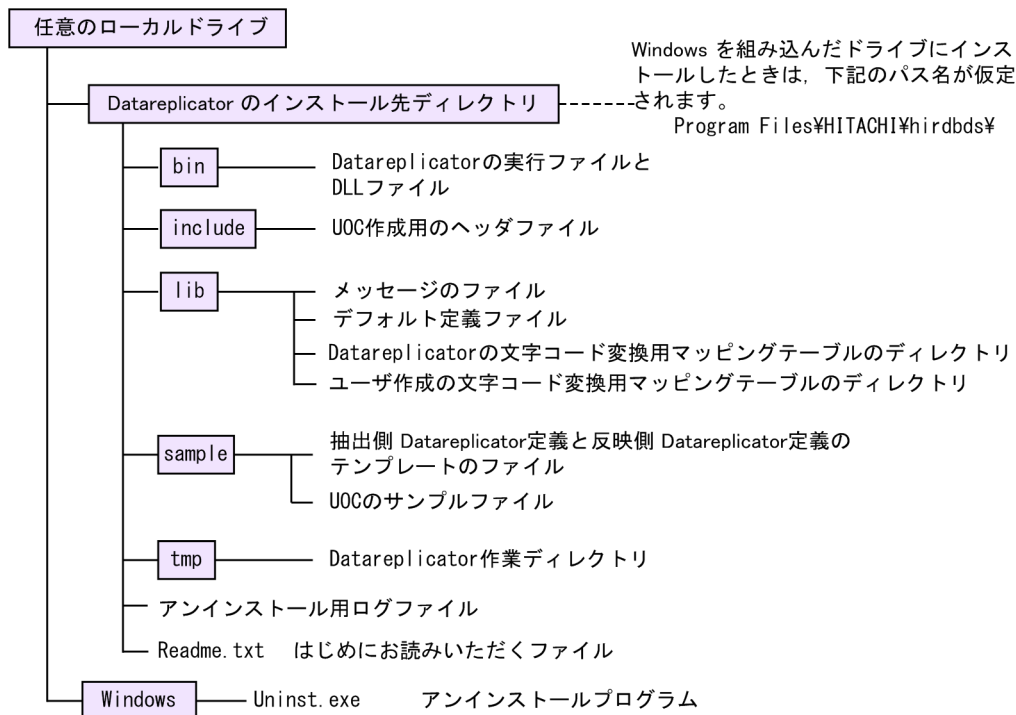 任意のローカルドライブ
Windows を組み込んだドライブにインス
トールしたときは，下記のパス名が仮定
されます。
Program Files¥HITACHI¥hirdbds¥
Datareplicator のインストール先ディレクトリ
bin
Datareplicatorの実行ファイルと
DLLファイル
include
UOC作成用のヘッダファイル
lib
メッセージのファイル
デフォルト定義ファイル
Datareplicatorの文字コード変換用マッピングテーブルのディレクトリ
ユーザ作成の文字コード変換用マッピングテーブルのディレクトリ
sample
抽出側 Datareplicator定義と反映側 Datareplicator定義の
テンプレートのファイル
UOCのサンプルファイル
tmp
Datareplicator作業ディレクトリ
アンインストール用ログファイル
Readme.txt はじめにお読みいただくファイル
Windows
Uninst.exe アンインストールプログラム